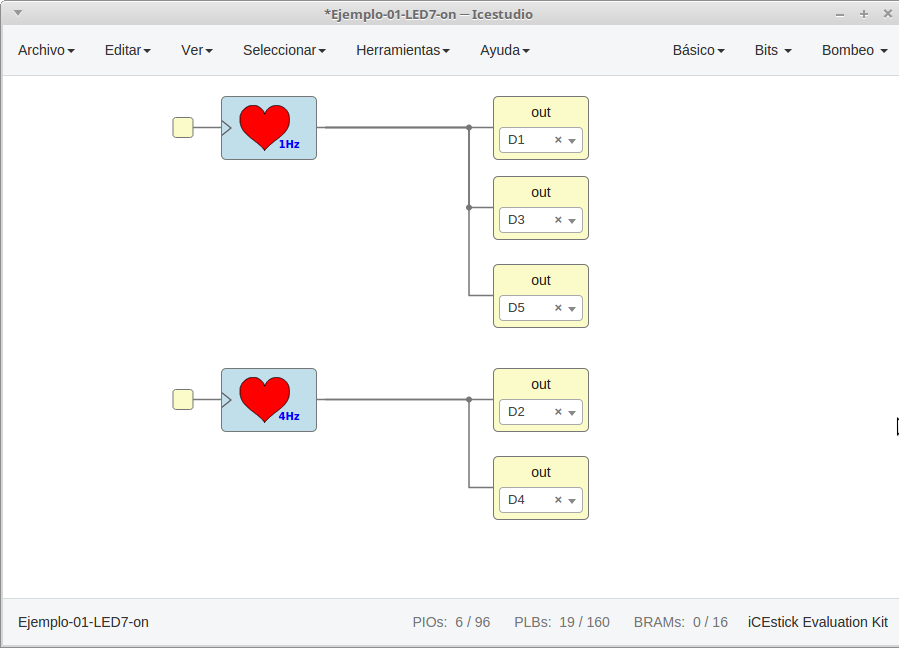 *Ejemplo-01-LED7-on — Icestudio
Archivo Editar Ver Seleccionar Herramientas Ayuda Básico Bits Bombeo
1Hz
out
D1 ×
out
D3 ×
out
D5 ×
4Hz
out
D2 ×
out
D4 ×
Ejemplo-01-LED7-on PIOs: 6 / 96 PLBs: 19 / 160 BRAMs: 0 / 16 iCEstick Evaluation Kit